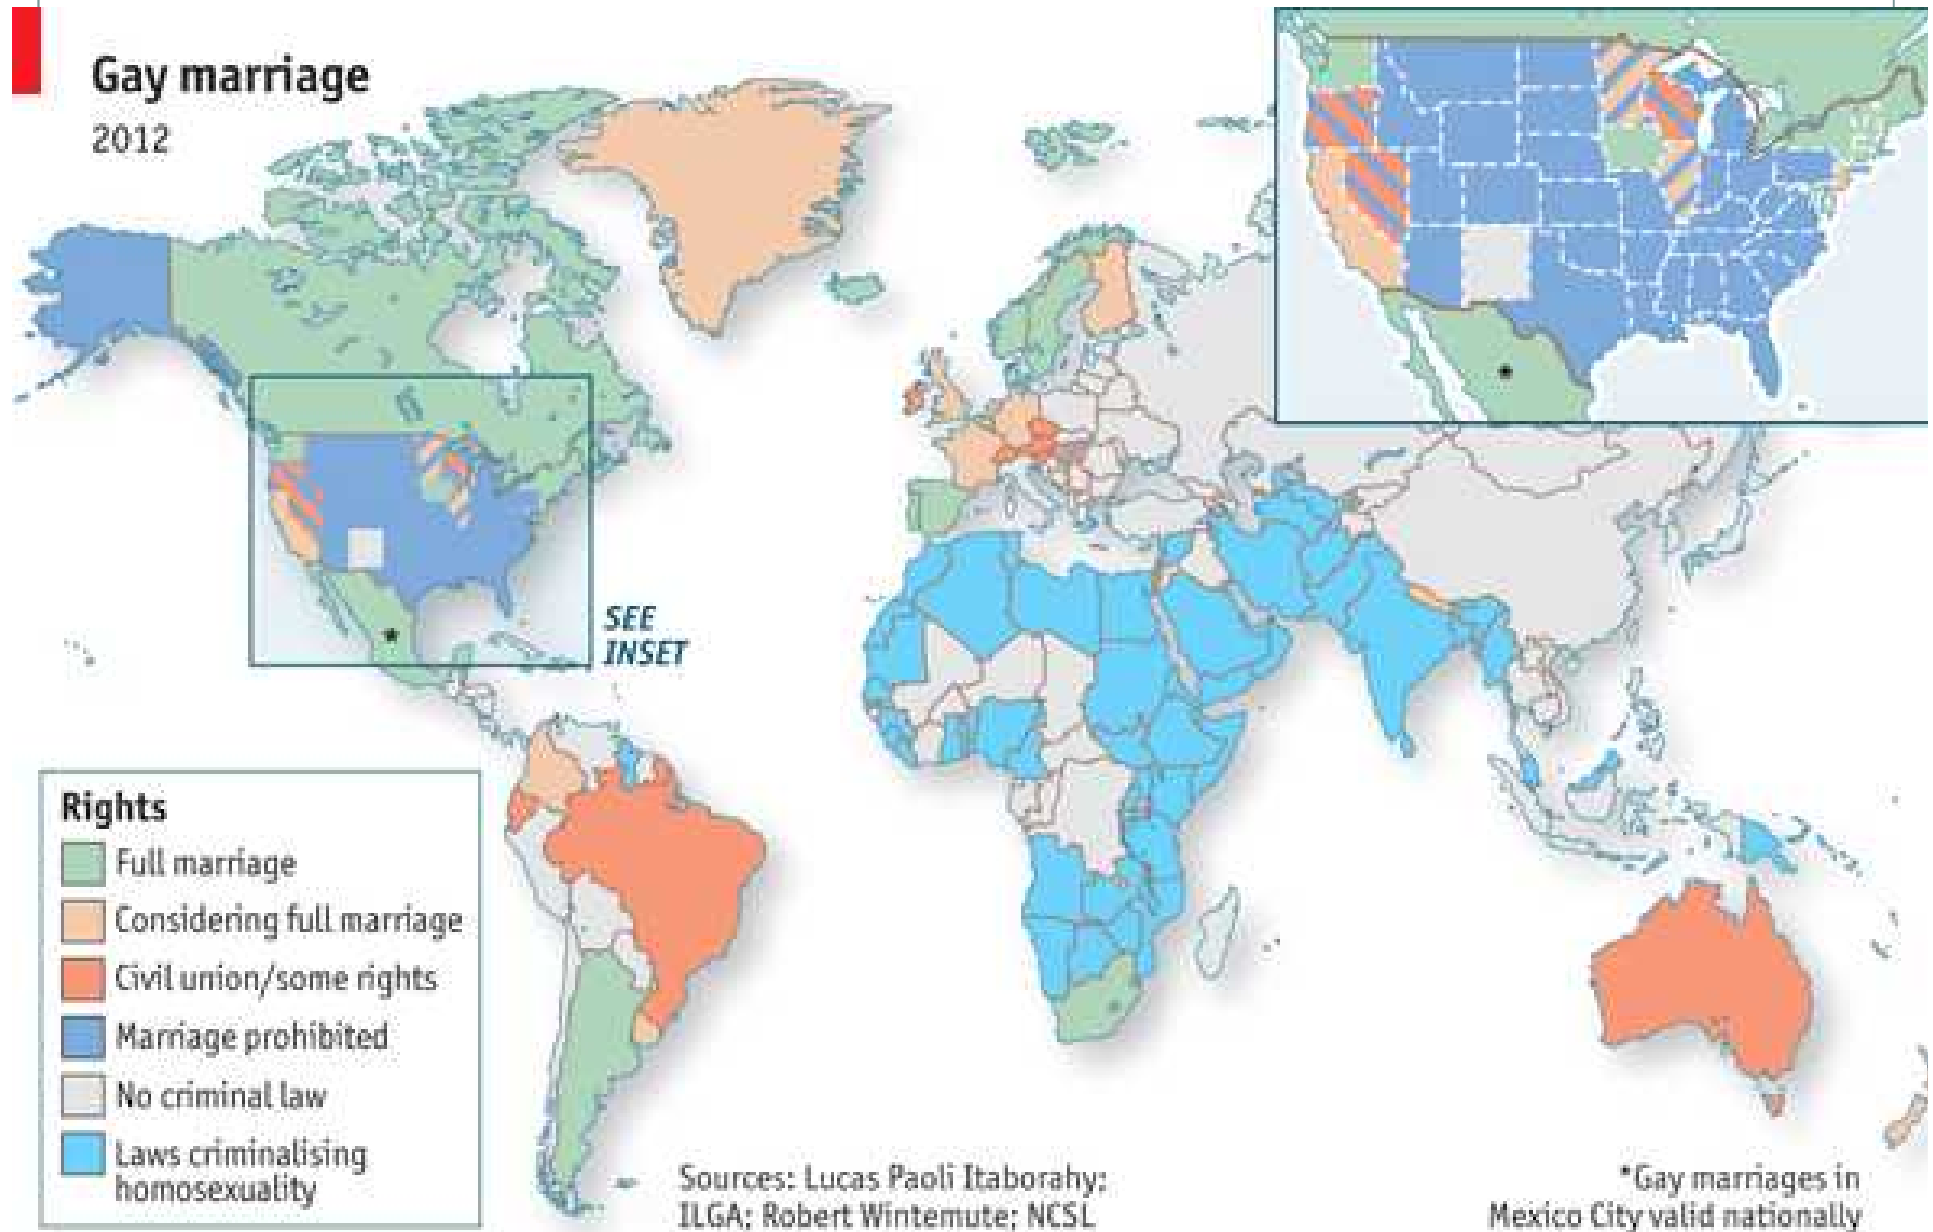 Gay marriage
2012
SEE
INSET
Rights
Full marriage
Considering full marriage
Civil union/some rights
Marriage prohibited
No criminal law
Laws criminalising
homosexuality
Sources: Lucas Paoli Itaborahy;
ILGA; Robert Wintemute; NCSL
*Gay marriages in
Mexico City valid nationally